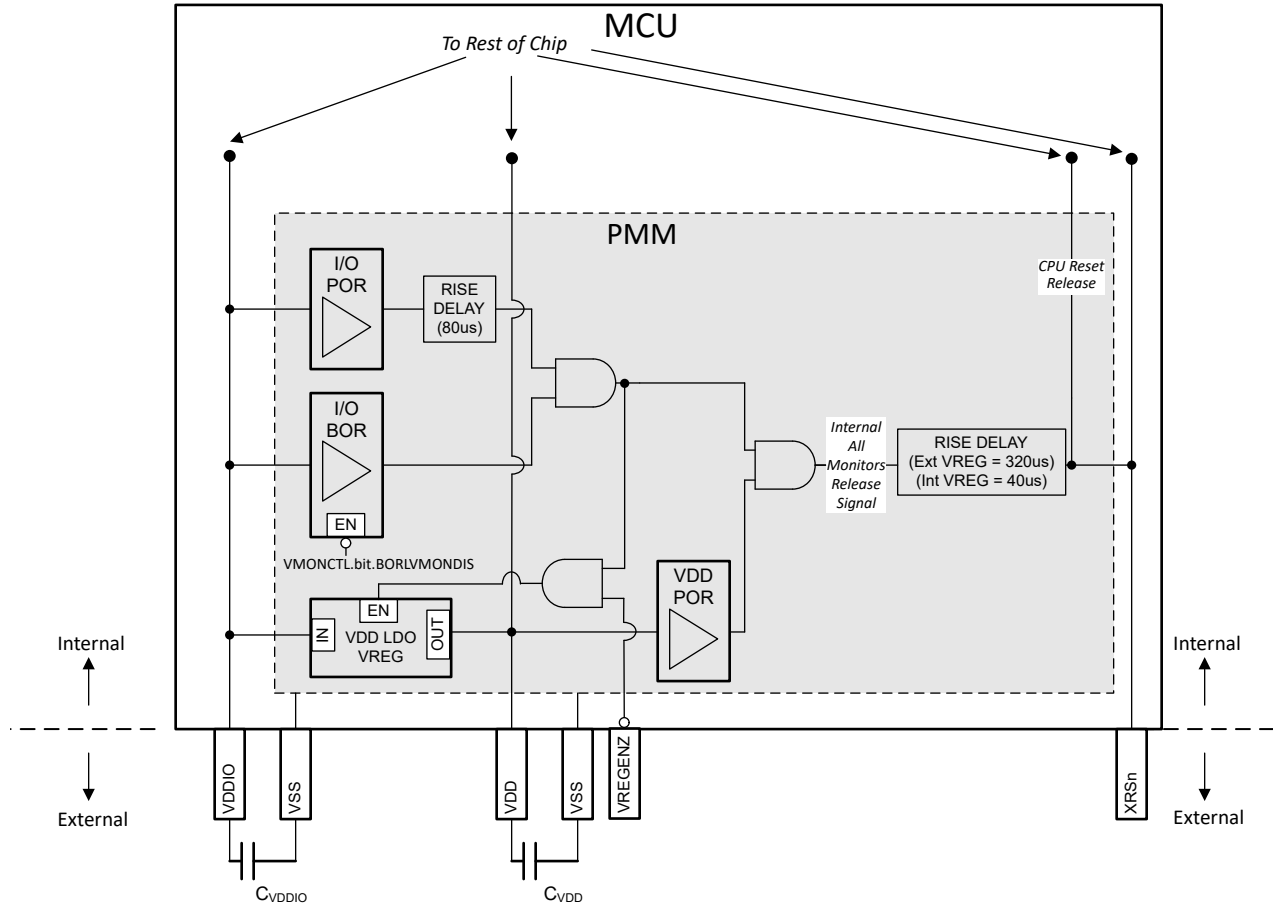 MCU
To Rest of Chip
PMM
I/O
POR
RISE
DELAY
(80us)
CPU Reset
Release
I/O
BOR
EN
VMONCTL.bit.BORLVMONDIS
Internal
All
Monitors
Release
Signal
RISE DELAY
(Ext VREG = 320us)
(Int VREG = 40us)
EN
IN
VDD LDO
VREG
OUT
VDD
POR
Internal
Internal
External
External
VDDIO
VSS
VDD
VSS
VREGENZ
XRSn
CVDDIO
CVDD